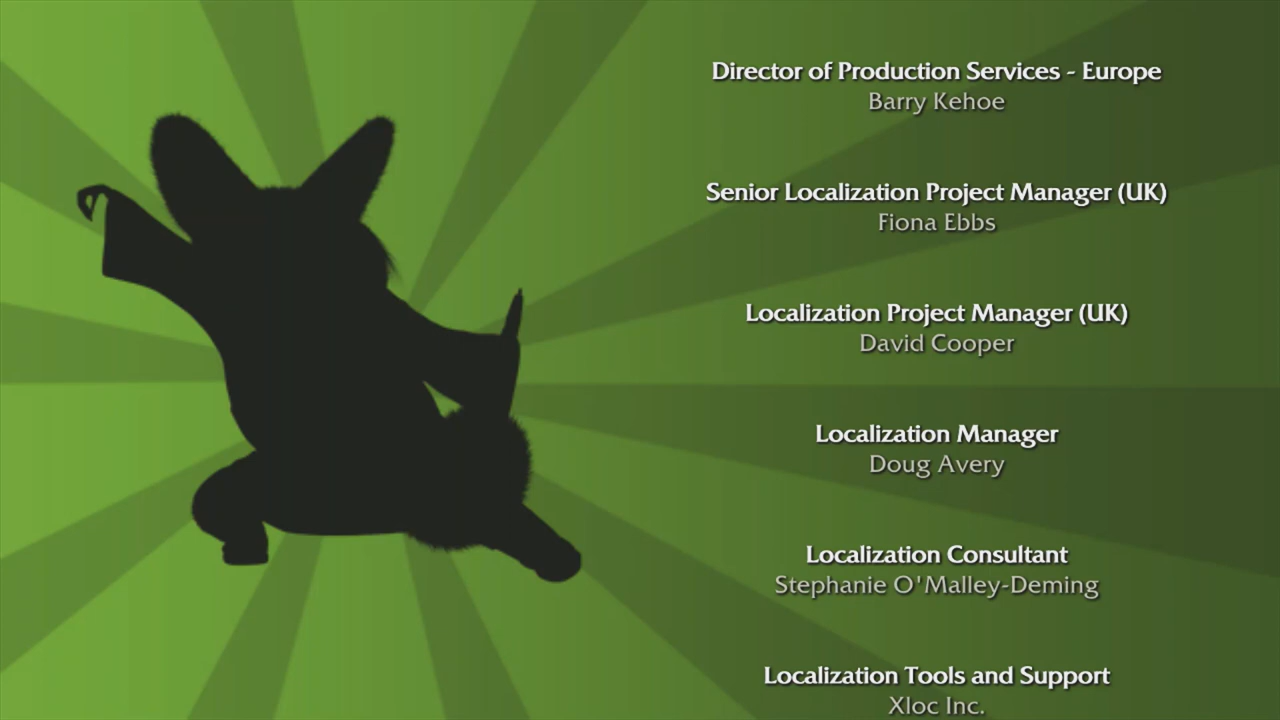 Director of Production Services - Europe
Barry Kehoe
Senior Localization Project Manager (UK)
Fiona Ebbs
Localization Project Manager (UK)
David Cooper
Localization Manager
Doug Avery
Localization Consultant
Stephanie O'Malley-Deming
Localization Tools and Support
Xloc Inc.